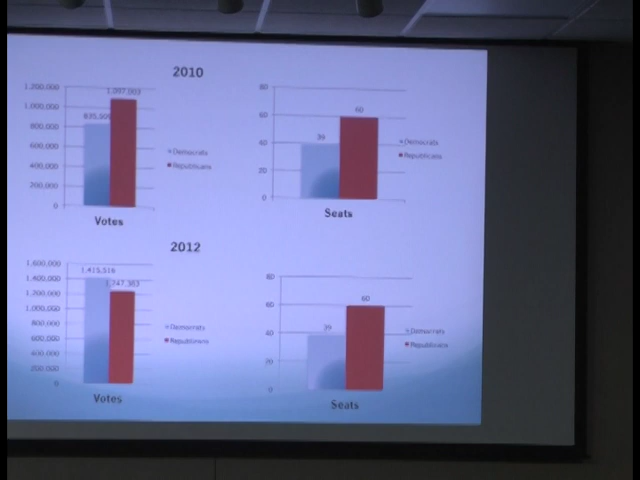 2010
1,200,000
1,000,000
800,000
600,000
400,000
200,000
0
1,097,003
Democrats
Republicans
Votes
80
60
40
20
0
39
60
Democrats
Republicans
Seats
2012
1,600,000
1,400,000
1,200,000
1,000,000
800,000
600,000
400,000
200,000
0
1,415,516
1,247,363
Democrats
Republicans
Votes
80
60
40
20
0
39
60
Democrats
Republicans
Seats